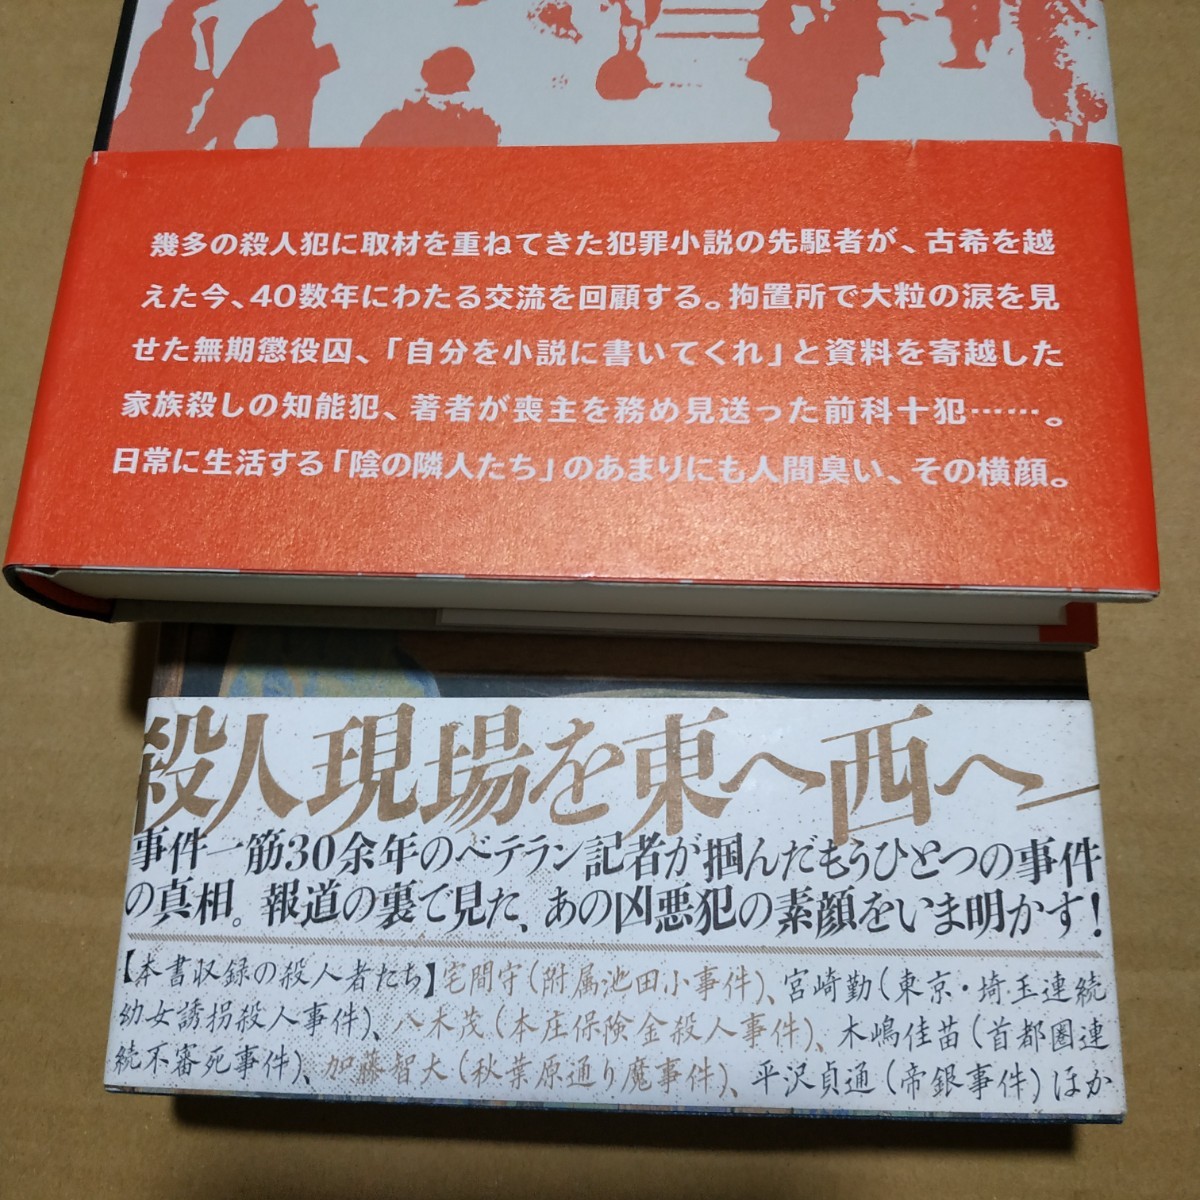 幾多の殺人犯に取材を重ねてきた犯罪小説の先駆者が、古希を越
えた今、40数年にわたる交流を回顧する。拘置所で大粒の涙を見
せた無期懲役囚、「自分を小説に書いてくれ」と資料を寄越した
家族殺しの知能犯、著者が喪主を務め見送った前科十犯……。
日常に生活する「陰の隣人たち」のあまりにも人間臭い、その横顔。
殺人現場を東へ西へ—
事件一筋30余年のベテラン記者が掴んだもうひとつの事件
の真相。報道の裏で見た、あの凶悪犯の素顔をいま明かす!
【本書収録の殺人者たち】宅間守(附属池田小事件)、宮崎勤(東京・埼玉連続
幼女誘拐殺人事件)、八木茂(本庄保険金殺人事件)、木嶋佳苗(首都圏連
続不審死事件)、加藤智大(秋葉原通り魔事件)、平沢貞通(帝銀事件)ほか